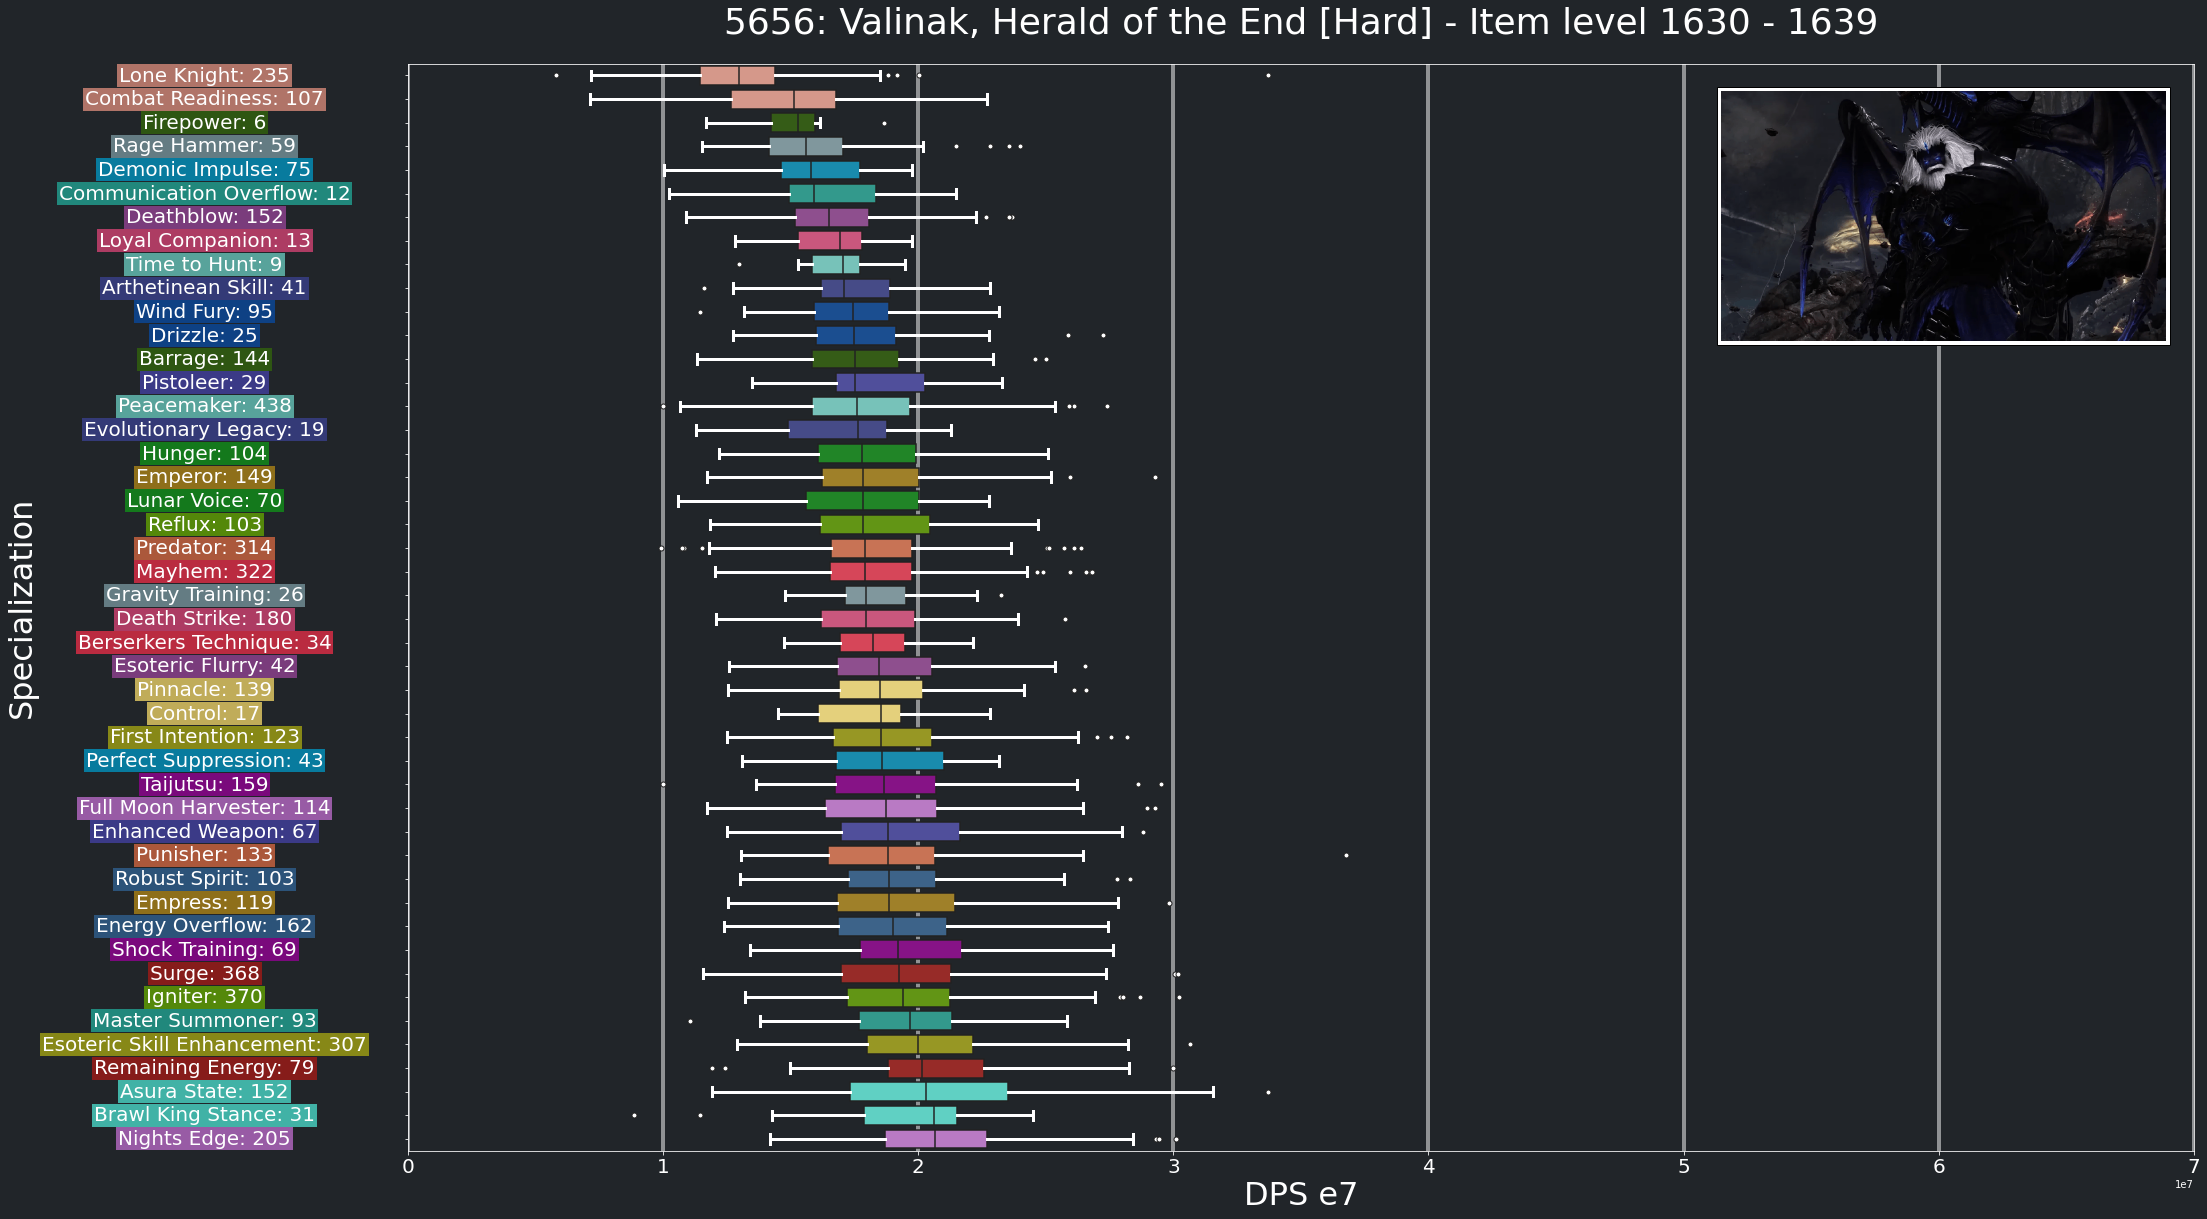 5656: Valinak, Herald of the End [Hard] - Item level 1630 - 1639
Specialization
Lone Knight: 235
Combat Readiness: 107
Firepower: 6
Rage Hammer: 59
Demonic Impulse: 75
Communication Overflow: 12
Deathblow: 152
Loyal Companion: 13
Time to Hunt: 9
Arthetinean Skill: 41
Wind Fury: 95
Drizzle: 25
Barrage: 144
Pistoleer: 29
Peacemaker: 438
Evolutionary Legacy: 19
Hunger: 104
Emperor: 149
Lunar Voice: 70
Reflux: 103
Predator: 314
Mayhem: 322
Gravity Training: 26
Death Strike: 180
Berserkers Technique: 34
Esoteric Flurry: 42
Pinnacle: 139
Control: 17
First Intention: 123
Perfect Suppression: 43
Taijutsu: 159
Full Moon Harvester: 114
Enhanced Weapon: 67
Punisher: 133
Robust Spirit: 103
Empress: 119
Energy Overflow: 162
Shock Training: 69
Surge: 368
Igniter: 370
Master Summoner: 93
Esoteric Skill Enhancement: 307
Remaining Energy: 79
Asura State: 152
Brawl King Stance: 31
Nights Edge: 205
0 1 2 3 4 5 6 7
1e7
DPS e7